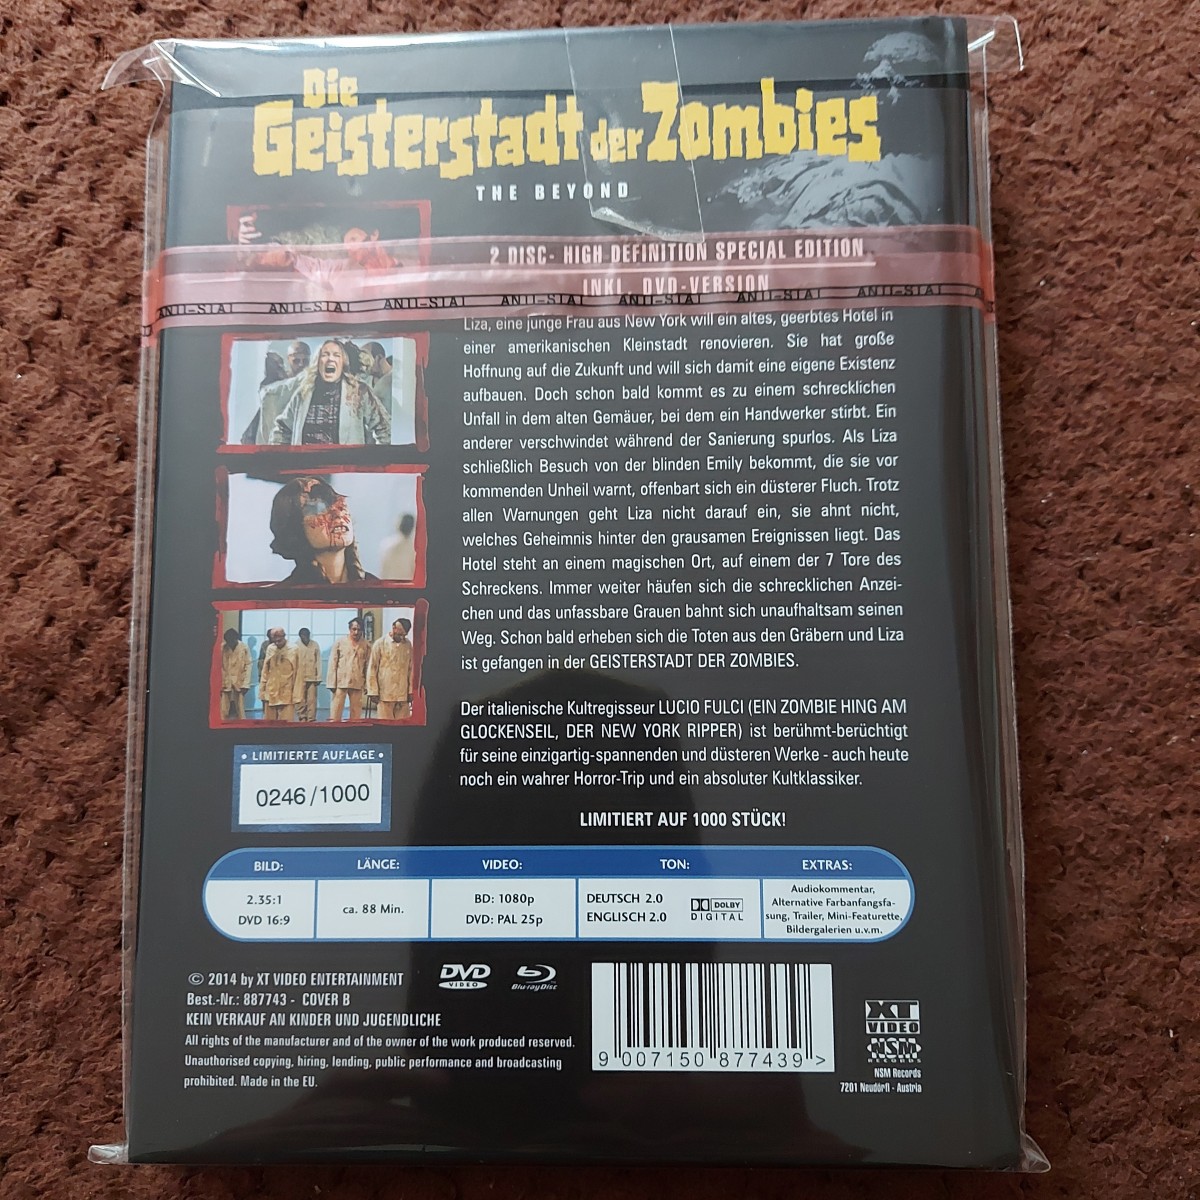 Die
Geisterstadt der Zombies
THE BEYOND
2 DISC- HIGH DEFINITION SPECIAL EDITION
INKL. DVD-VERSION
ANTI-STAT ANTI-STAT ANTI-STAT ANTI-STAT ANTI-STAT ANTI-STAT ANTI-STAT
Liza, eine junge Frau aus New York will ein altes, geerbtes Hotel in
einer amerikanischen Kleinstadt renovieren. Sie hat große
Hoffnung auf die Zukunft und will sich damit eine eigene Existenz
aufbauen. Doch schon bald kommt es zu einem schrecklichen
Unfall in dem alten Gemäuer, bei dem ein Handwerker stirbt. Ein
anderer verschwindet während der Sanierung spurlos. Als Liza
schließlich Besuch von der blinden Emily bekommt, die sie vor
kommenden Unheil warnt, offenbart sich ein düsterer Fluch. Trotz
allen Warnungen geht Liza nicht darauf ein, sie ahnt nicht,
welches Geheimnis hinter den grausamen Ereignissen liegt. Das
Hotel steht an einem magischen Ort, auf einem der 7 Tore des
Schreckens. Immer weiter häufen sich die schrecklichen Anzei-
chen und das unfassbare Grauen bahnt sich unaufhaltsam seinen
Weg. Schon bald erheben sich die Toten aus den Gräbern und Liza
ist gefangen in der GEISTERSTADT DER ZOMBIES.
Der italienische Kultregisseur LUCIO FULCI (EIN ZOMBIE HING AM
GLOCKENSEIL, DER NEW YORK RIPPER) ist berühmt-berüchtigt
für seine einzigartig-spannenden und düsteren Werke - auch heute
noch ein wahrer Horror-Trip und ein absoluter Kultklassiker.
• LIMITIERTE AUFLAGE •
0246/1000
LIMITIERT AUF 1000 STÜCK!
BILD: LÄNGE: VIDEO: TON: EXTRAS:
2.35:1
DVD 16:9
ca. 88 Min.
BD: 1080p
DVD: PAL 25p
DEUTSCH 2.0
ENGLISCH 2.0
DOLBY
DIGITAL
Audiokommentar,
Alternative Farbanfangsfa-
sung, Trailer, Mini-Featurette,
Bildergalerien u.v.m.
© 2014 by XT VIDEO ENTERTAINMENT
Best.-Nr.: 887743 - COVER B
KEIN VERKAUF AN KINDER UND JUGENDLICHE
All rights of the manufacturer and of the owner of the work produced reserved.
Unauthorised copying, hiring, lending, public performance and broadcasting
prohibited. Made in the EU.
DVD
VIDEO
Blu-ray Disc
9 007150 877439 >
XT
VIDEO
NSM
RECORDS
NSM Records
7201 Neudörfl - Austria